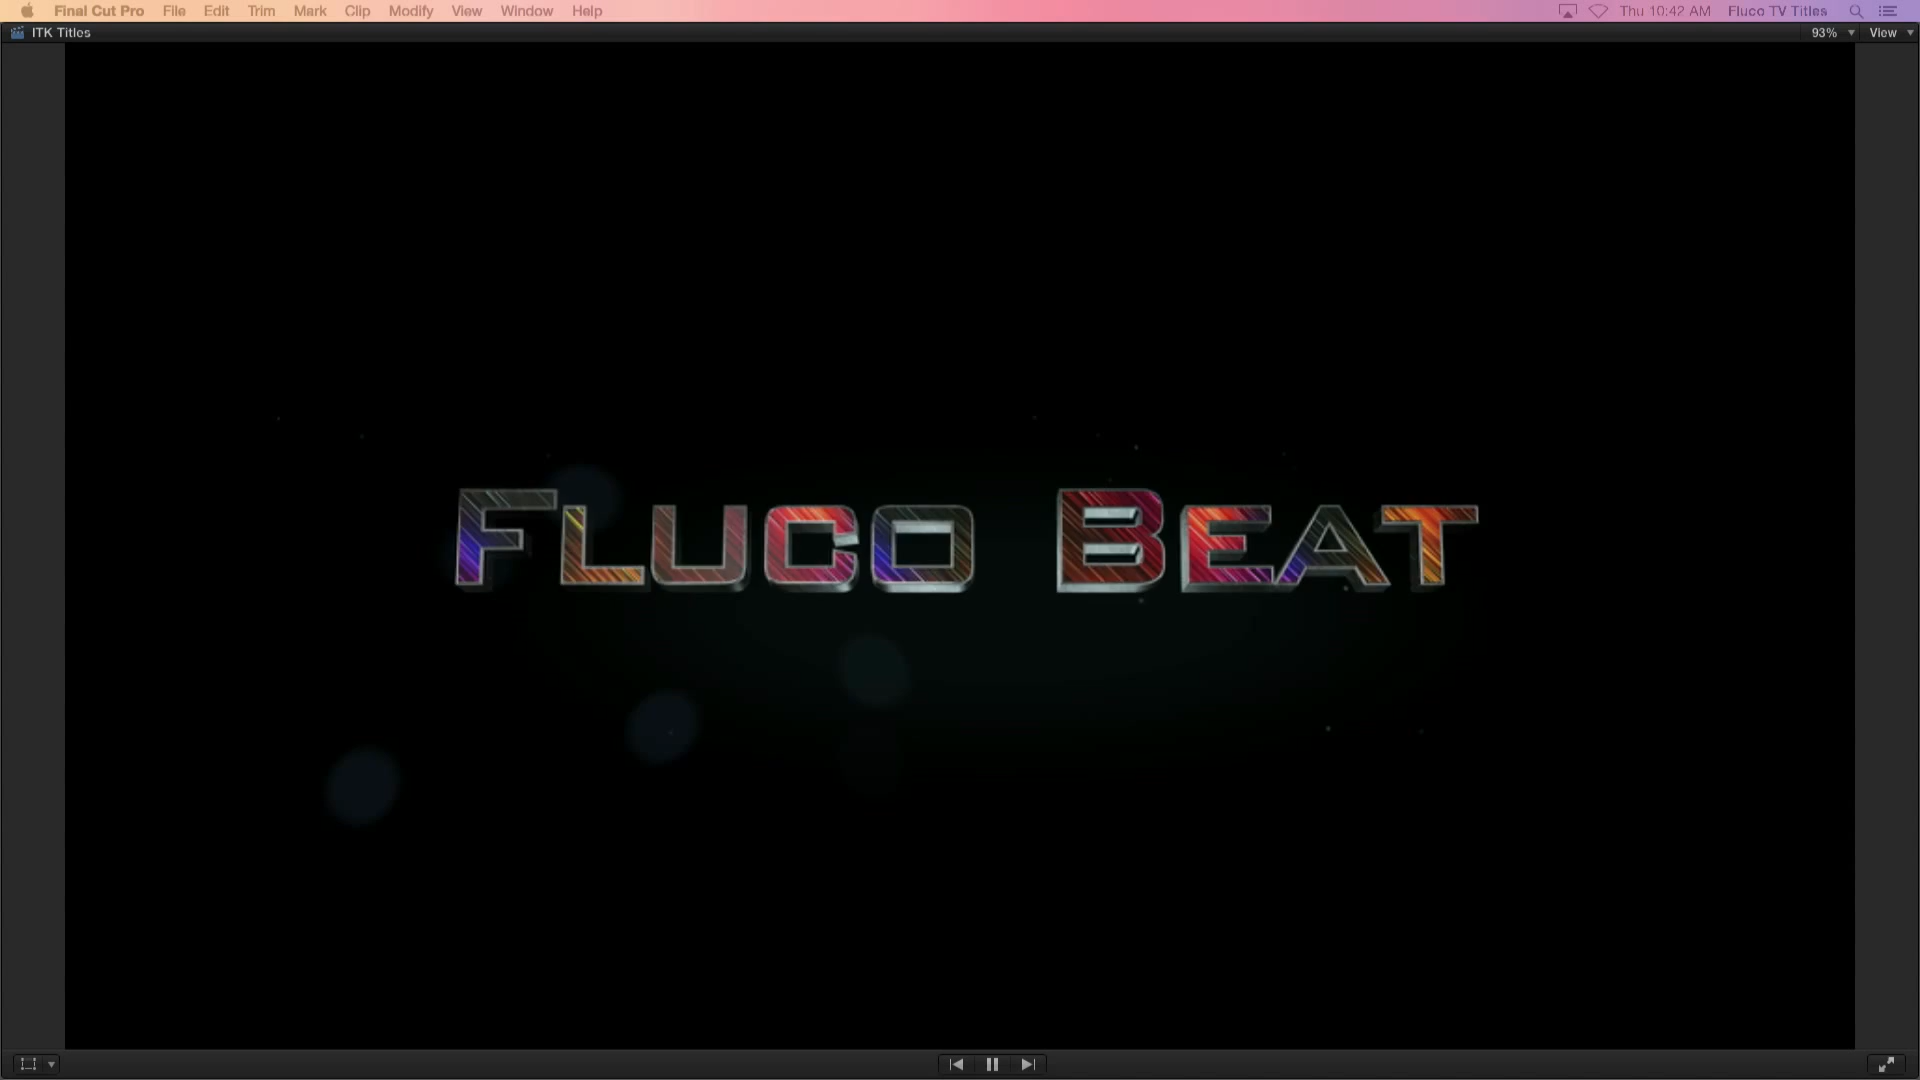 Final Cut Pro File Edit Trim Mark Clip Modify View Window Help Thu 10:42 AM Fluco TV Titles
ITK Titles 93% View
Fluco Beat